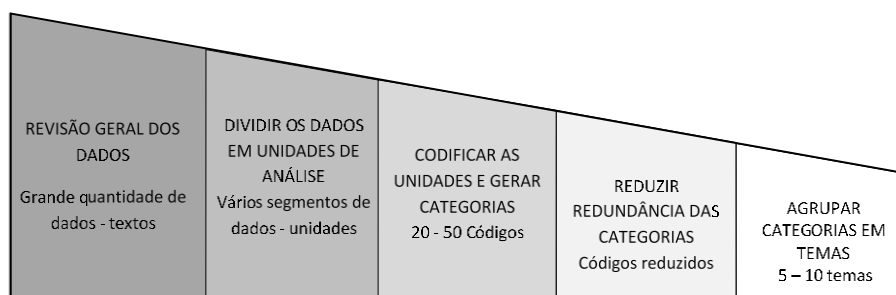 REVISÃO GERAL DOS
DADOS
Grande quantidade de
dados - textos
DIVIDIR OS DADOS
EM UNIDADES DE
ANÁLISE
Vários segmentos de
dados - unidades
CODIFICAR AS
UNIDADES E GERAR
CATEGORIAS
20 - 50 Códigos
REDUZIR
REDUNDÂNCIA DAS
CATEGORIAS
Códigos reduzidos
AGRUPAR
CATEGORIAS EM
TEMAS
5 – 10 temas